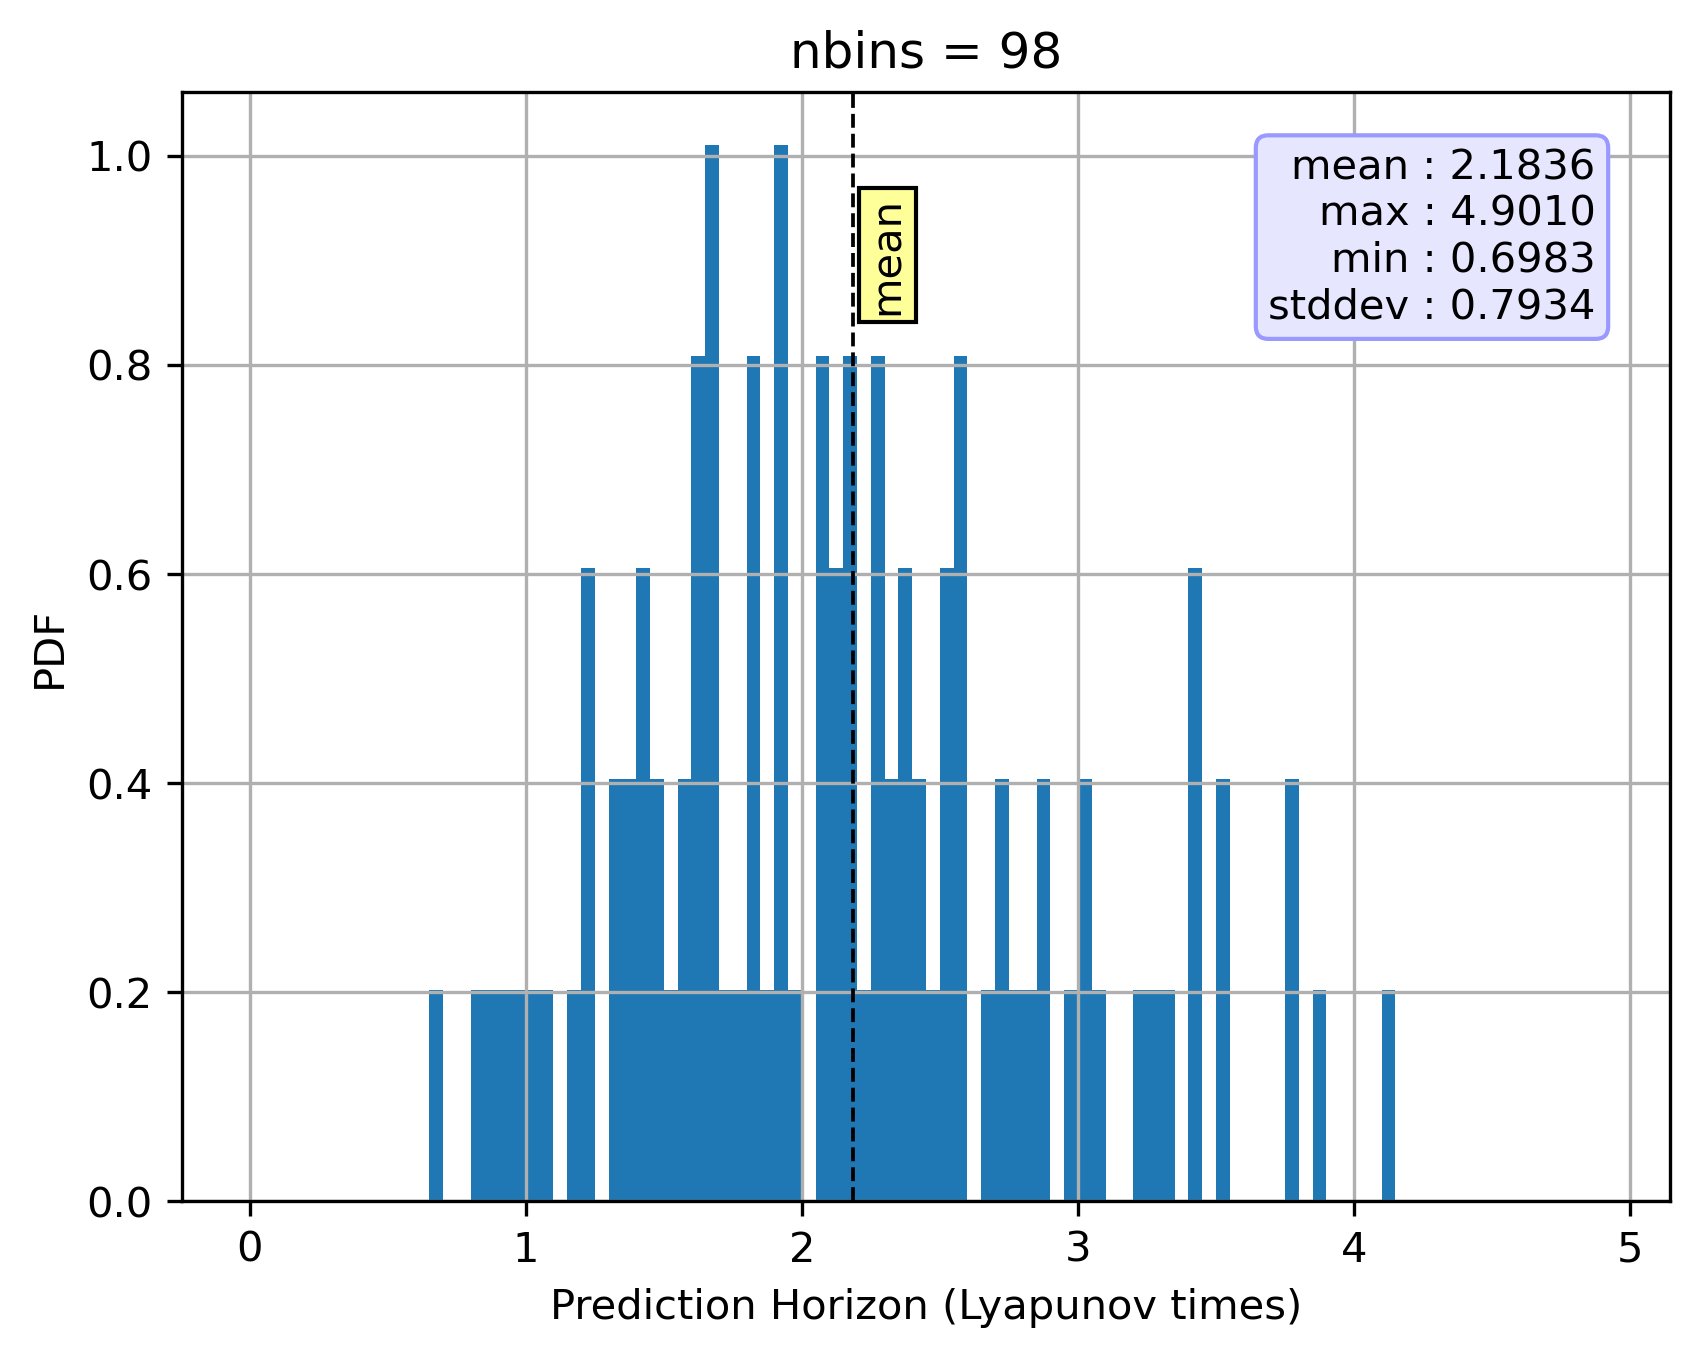 nbins = 98
1.0
0.8
0.6
0.4
0.2
0.0
PDF
mean
mean : 2.1836
max : 4.9010
min : 0.6983
stddev : 0.7934
0 1 2 3 4 5
Prediction Horizon (Lyapunov times)